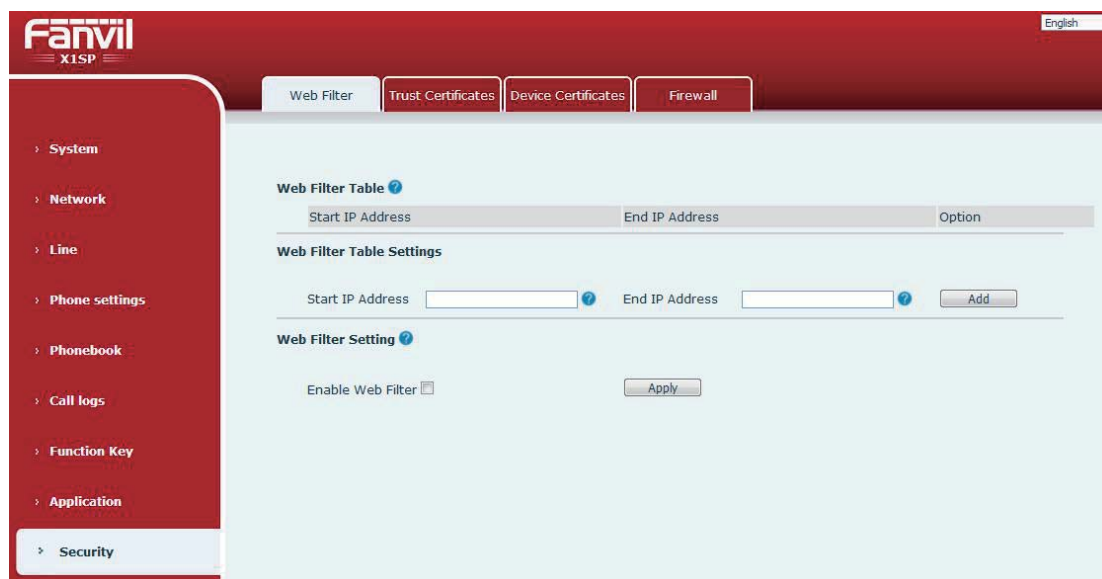 Fanvil
X1SP
English
Web Filter
Trust Certificates
Device Certificates
Firewall
System
Network
Line
Phone settings
Phonebook
Call logs
Function Key
Application
Security
Web Filter Table
Start IP Address End IP Address Option
Web Filter Table Settings
Start IP Address End IP Address Add
Web Filter Setting
Enable Web Filter Apply